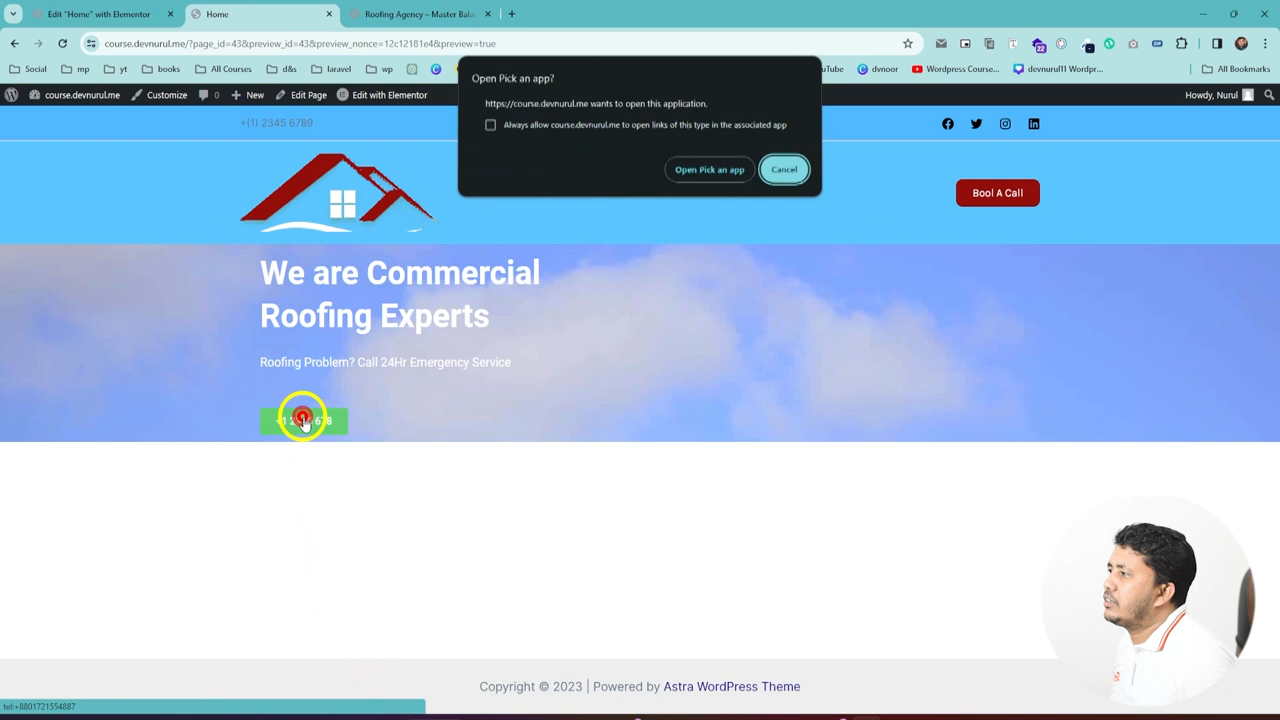 Edit "Home" with Elementor
Home
Roofing Agency – Master Bala
course.devnurul.me/?page_id=43&preview_id=43&preview_nonce=12c12181e4&preview=true
22
Social
mp
yt
books
All Courses
d&s
laravel
wp
uTube
dvnoor
Wordpress Course...
devnurul11 Wordpr...
All Bookmarks
course.devnurul.me
Customize
0
New
Edit Page
Edit with Elementor
Howdy, Nurul
Open Pick an app?
https://course.devnurul.me wants to open this application.
Always allow course.devnurul.me to open links of this type in the associated app
Open Pick an app
Cancel
+(1) 2345 6789
Bool A Call
We are Commercial
Roofing Experts
Roofing Problem? Call 24Hr Emergency Service
Copyright © 2023 | Powered by Astra WordPress Theme
tel:+8801721554887